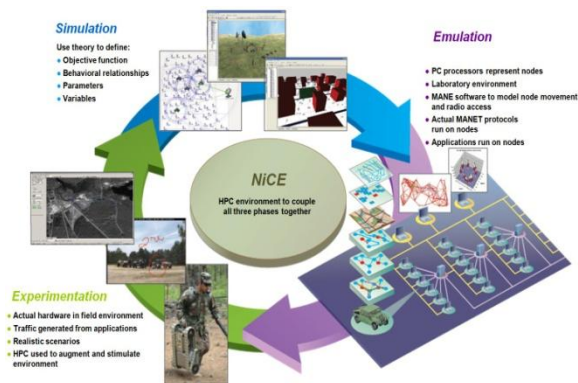 Simulation
Use theory to define:
Objective function
Behavioral relationships
Parameters
Variables
Emulation
PC processors represent nodes
Laboratory environment
MANE software to model node movement
and radio access
Actual MANET protocols
run on nodes
Applications run on nodes
NiCE
HPC environment to couple
all three phases together
Experimentation
Actual hardware in field environment
Traffic generated from applications
Realistic scenarios
HPC used to augment and stimulate
environment